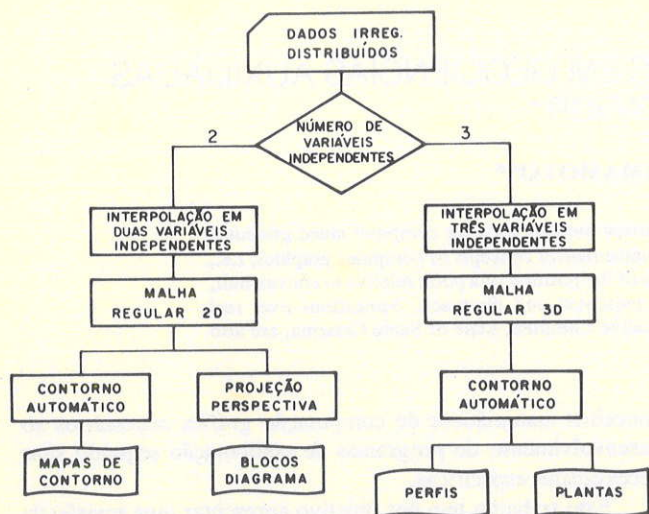 DADOS IRREG.
DISTRIBUÍDOS
NÚMERO DE
VARIÁVEIS
INDEPENDENTES
2
3
INTERPOLAÇÃO EM
DUAS VARIÁVEIS
INDEPENDENTES
INTERPOLAÇÃO EM
TRÊS VARIÁVEIS
INDEPENDENTES
MALHA
REGULAR 2D
MALHA
REGULAR 3D
CONTORNO
AUTOMÁTICO
PROJEÇÃO
PERSPECTIVA
CONTORNO
AUTOMÁTICO
MAPAS DE
CONTORNO
BLOCOS
DIAGRAMA
PERFIS
PLANTAS